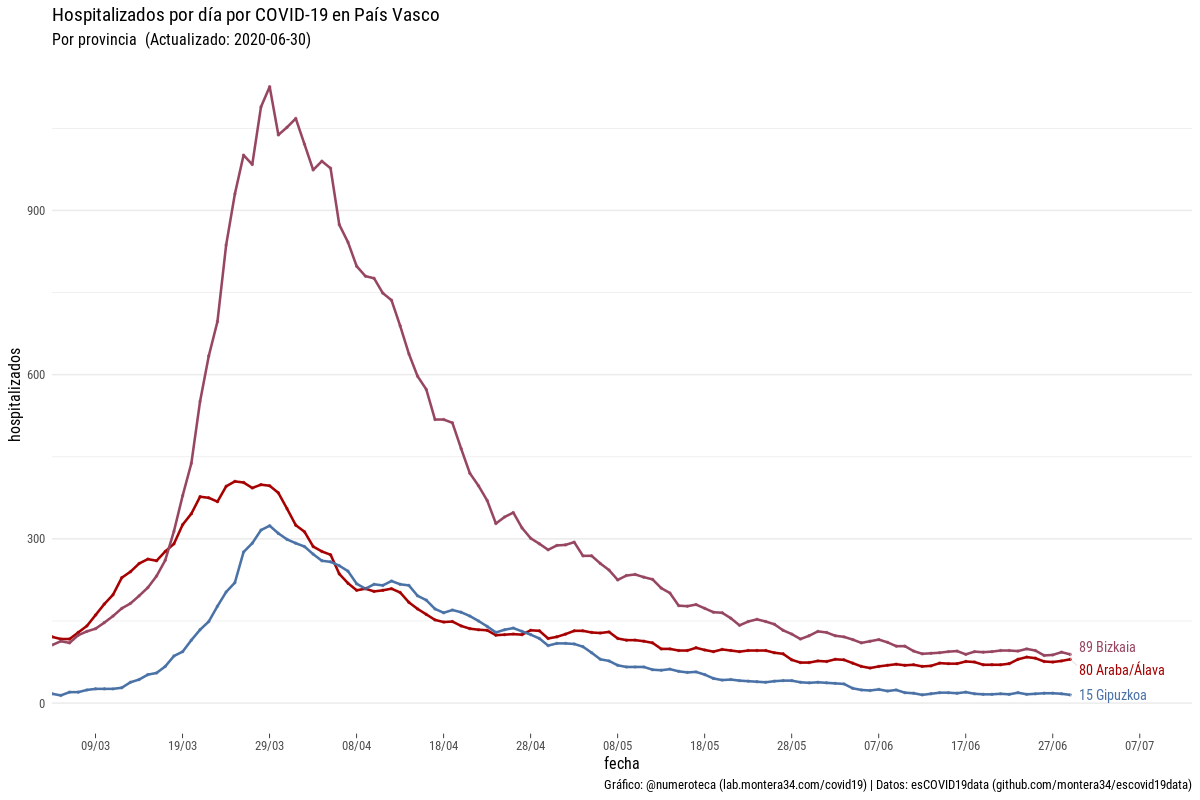 Hospitalizados por día por COVID-19 en País Vasco
Por provincia  (Actualizado: 2020-06-30)
hospitalizados
900
600
300
0
89 Bizkaia
80 Araba/Álava
15 Gipuzkoa
09/03 19/03 29/03 08/04 18/04 28/04 08/05 18/05 28/05 07/06 17/06 27/06 07/07
fecha
Gráfico: @numeroteca (lab.montera34.com/covid19) | Datos: esCOVID19data (github.com/montera34/escovid19data)